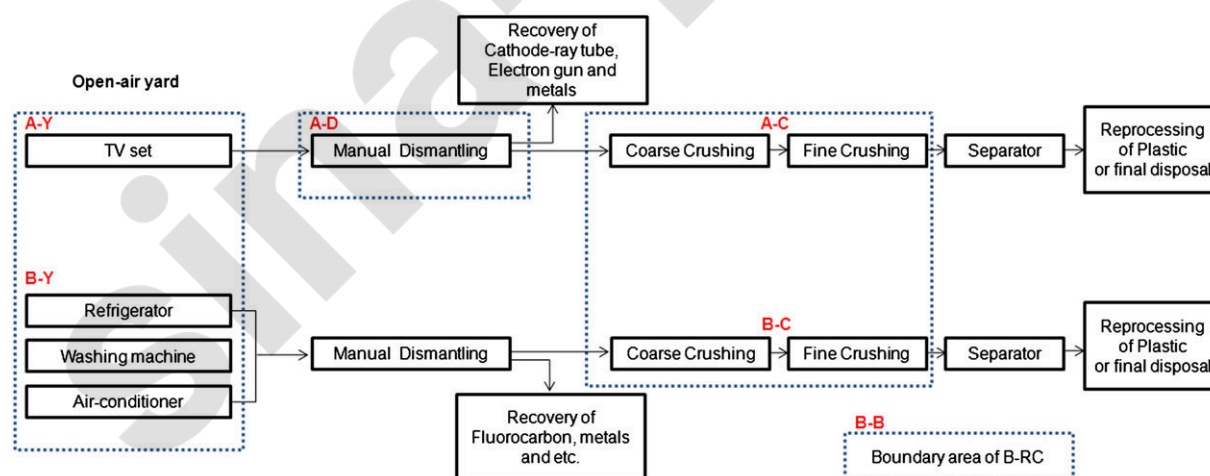 Recovery of
Cathode-ray tube,
Electron gun and
metals
Open-air yard
A-Y
TV set
A-D
Manual Dismantling
A-C
Coarse Crushing
Fine Crushing
Separator
Reprocessing
of Plastic
or final disposal
B-Y
Refrigerator
Washing machine
Air-conditioner
Manual Dismantling
B-C
Coarse Crushing
Fine Crushing
Separator
Reprocessing
of Plastic
or final disposal
Recovery of
Fluorocarbon, metals
and etc.
B-B
Boundary area of B-RC